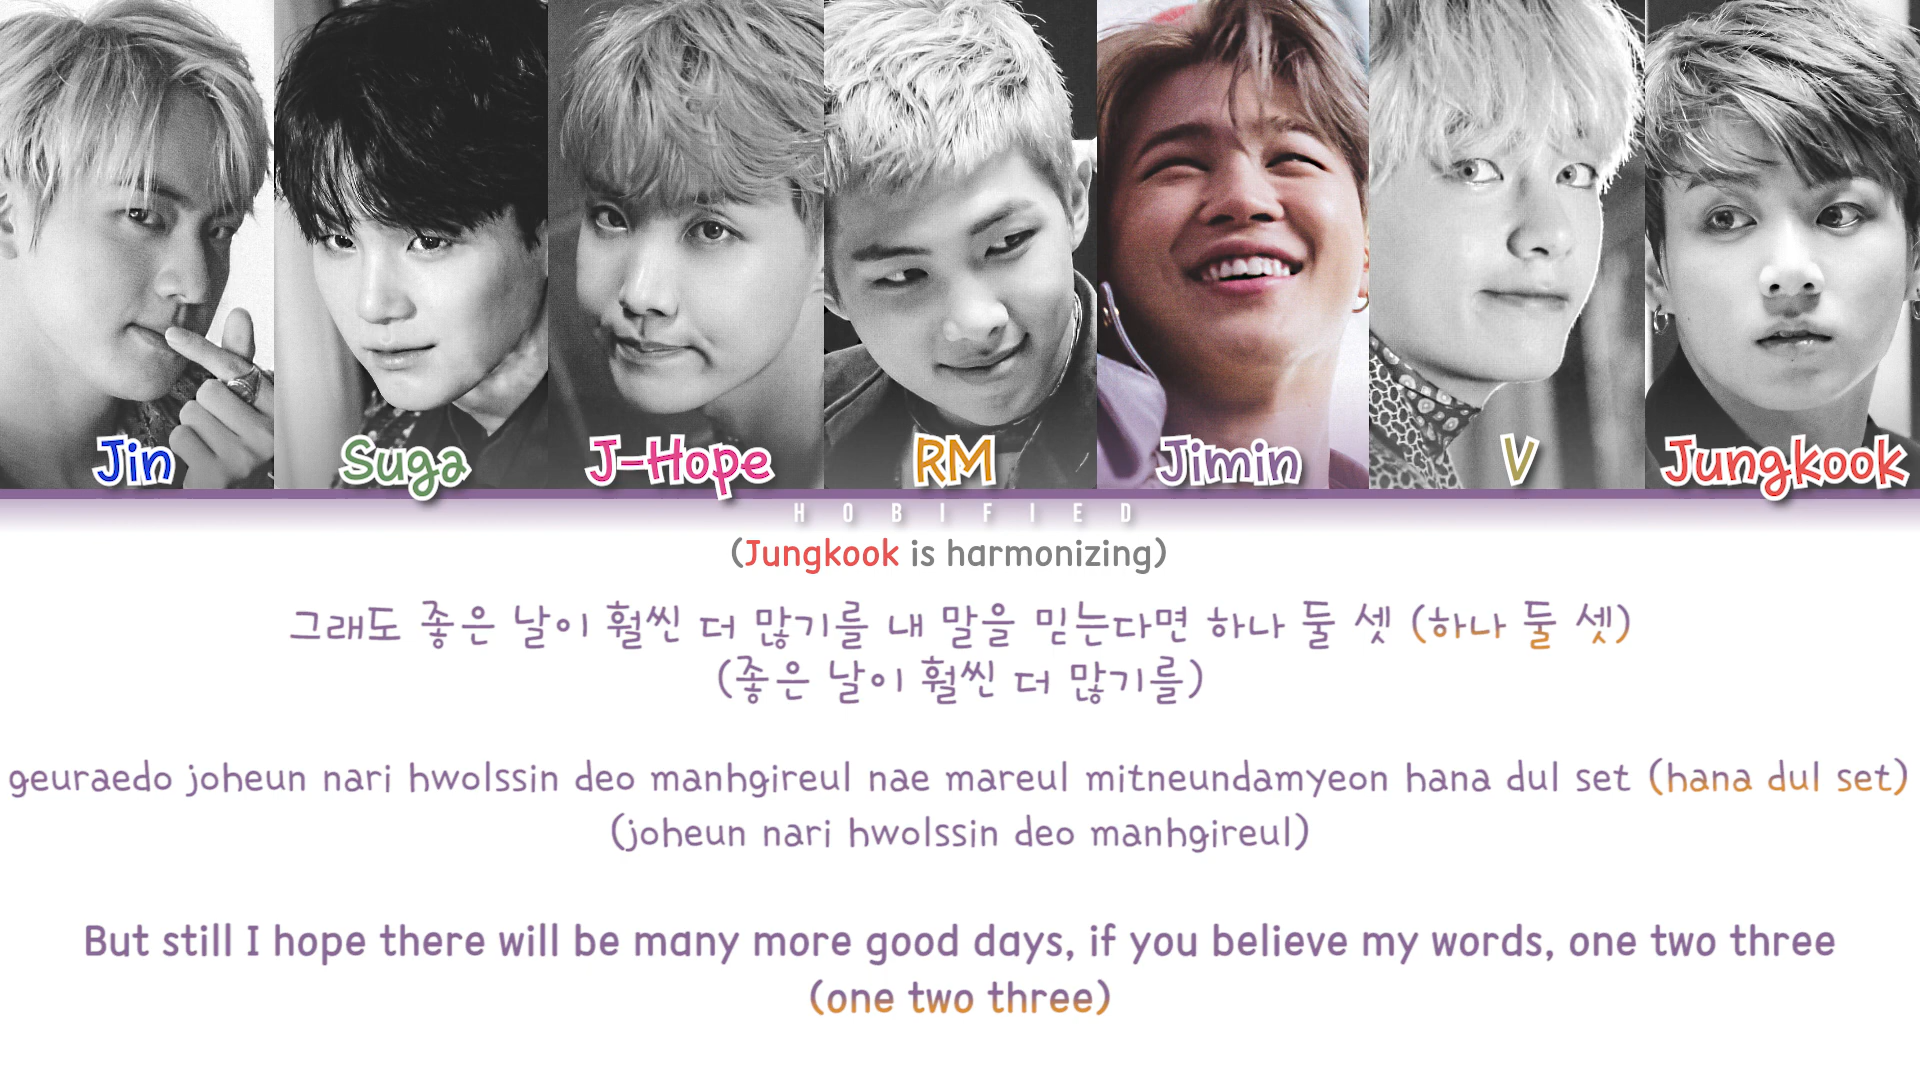 Jin Suga J-Hope RM Jimin V Jungkook
HOBIFIED
(Jungkook is harmonizing)
그래도 좋은 날이 훨씬 더 많기를 내 말을 믿는다면 하나 둘 셋 (하나 둘 셋)
(좋은 날이 훨씬 더 많기를)
geuraedo joheun nari hwolssin deo manhgireul nae mareul mitneundamyeon hana dul set (hana dul set)
(joheun nari hwolssin deo manhgireul)
But still I hope there will be many more good days, if you believe my words, one two three
(one two three)